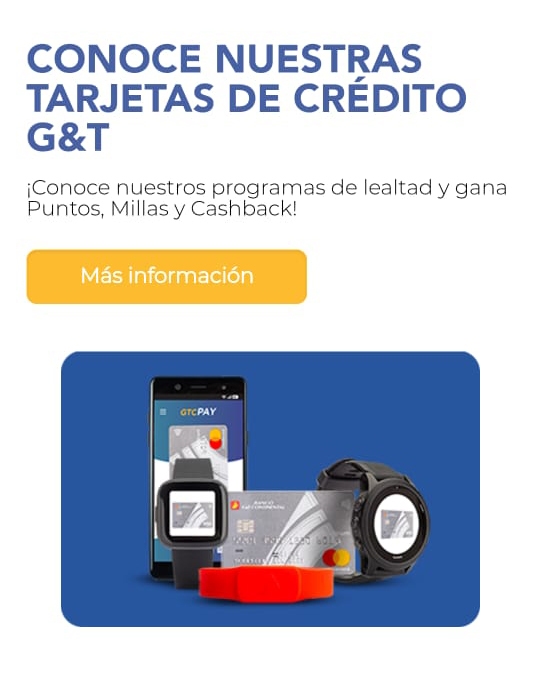 CONOCE NUESTRAS
TARJETAS DE CRÉDITO
G&T
¡Conoce nuestros programas de lealtad y gana
Puntos, Millas y Cashback!
Más información
GTCPAY
BANCO
G&T CONTINENTAL